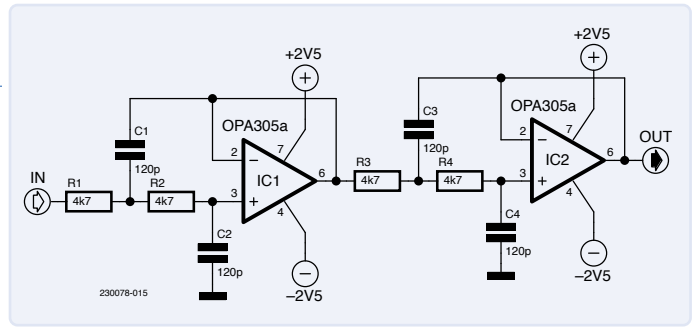 +2V5
+2V5
C3
OPA305a
OPA305a
C1
120p
OUT
2
7
6
IC2
2
7
120p
IN
R1
R2
IC1
6
R3
R4
3
4k7
4k7
3
4k7
4k7
4
C4
4
C2
120p
120p
–2V5
–2V5
230078-015